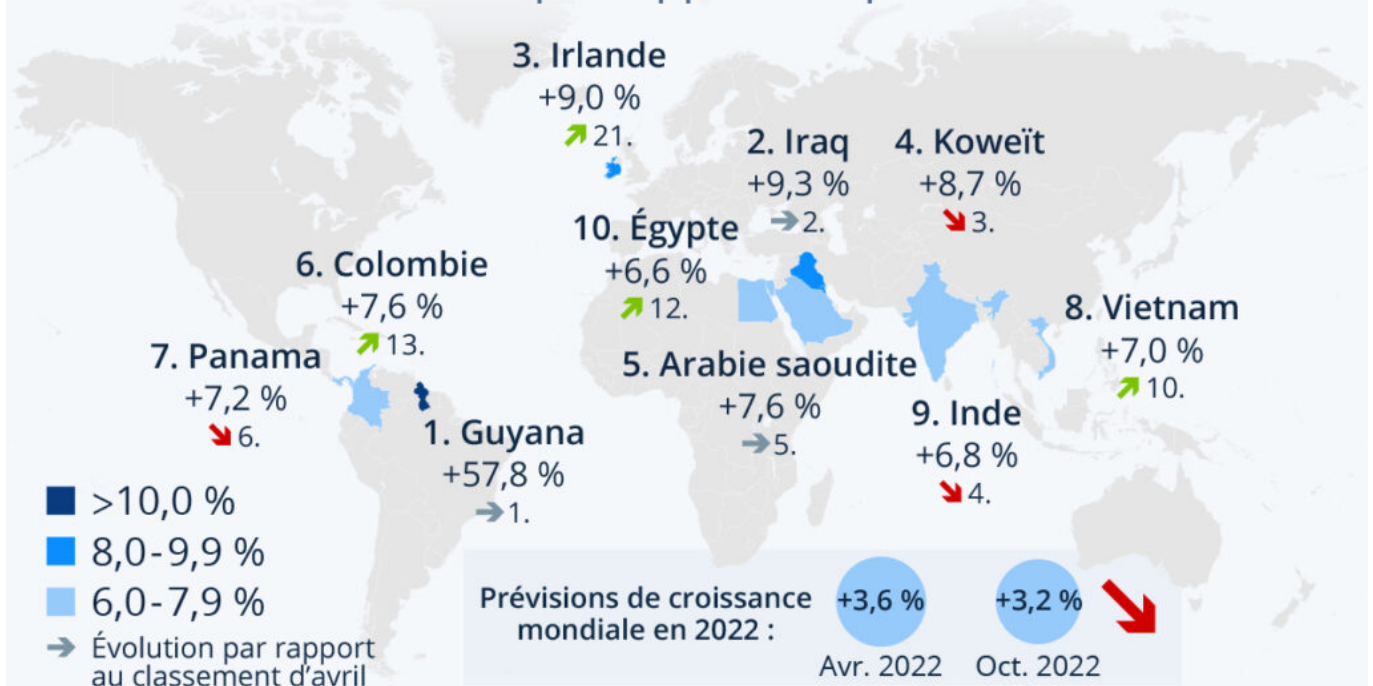 3. Irlande
+9,0 %
21.
2. Iraq
+9,3 %
2.
4. Koweït
+8,7 %
3.
10. Égypte
+6,6 %
12.
6. Colombie
+7,6 %
13.
8. Vietnam
+7,0 %
10.
7. Panama
+7,2 %
6.
5. Arabie saoudite
+7,6 %
5.
9. Inde
+6,8 %
4.
1. Guyana
+57,8 %
1.
>10,0 %
8,0-9,9 %
6,0-7,9 %
Évolution par rapport
au classement d'avril
Prévisions de croissance
mondiale en 2022 :
+3,6 %
Avr. 2022
+3,2 %
Oct. 2022